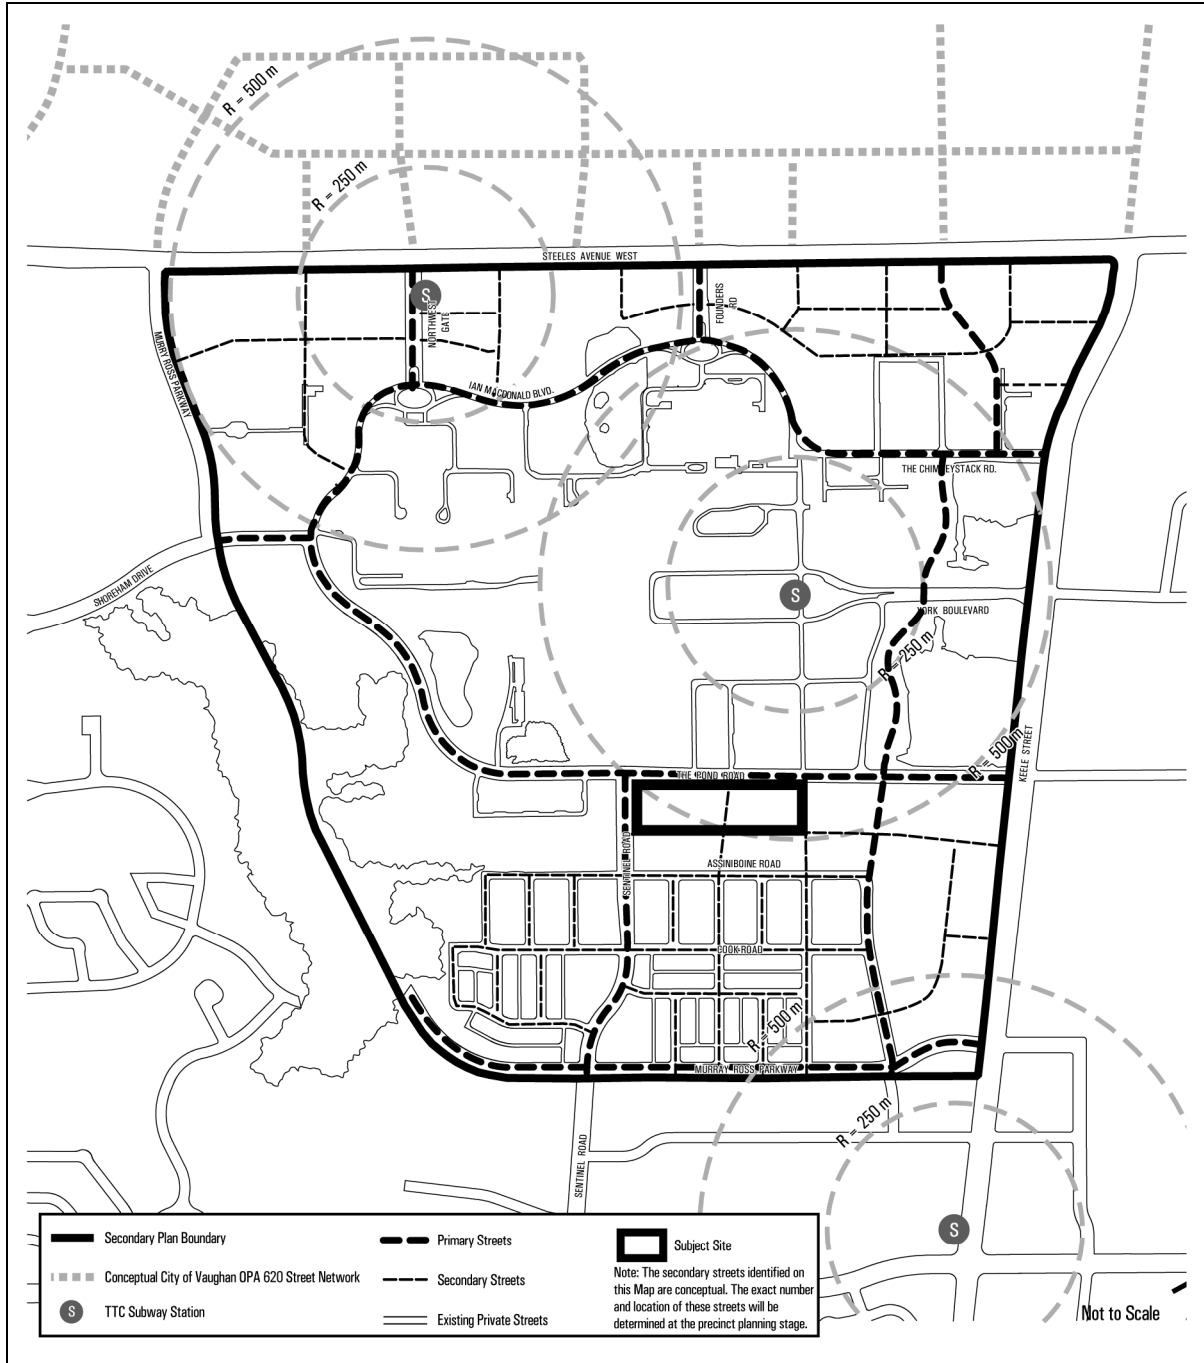 R = 500 m
R = 250 m
STEELES AVENUE WEST
S
NORTHWEST
GATE
FOUNDERS
RD
MURRY ROSS PARKWAY
IAN MACDONALD BLVD.
THE CHIMNEYSTACK RD.
SHOREHAM DRIVE
S
YORK BOULEVARD
R = 250 m
R = 500 m
KEELE STREET
THE POND ROAD
SENTINEL ROAD
ASSINIBOINE ROAD
COOK ROAD
R = 500 m
MURRAY ROSS PARKWAY
R = 250 m
SENTINEL ROAD
S
Secondary Plan Boundary
Conceptual City of Vaughan OPA 620 Street Network
S TTC Subway Station
Primary Streets
Secondary Streets
Existing Private Streets
Subject Site
Note: The secondary streets identified on
this Map are conceptual. The exact number
and location of these streets will be
determined at the precinct planning stage.
Not to Scale